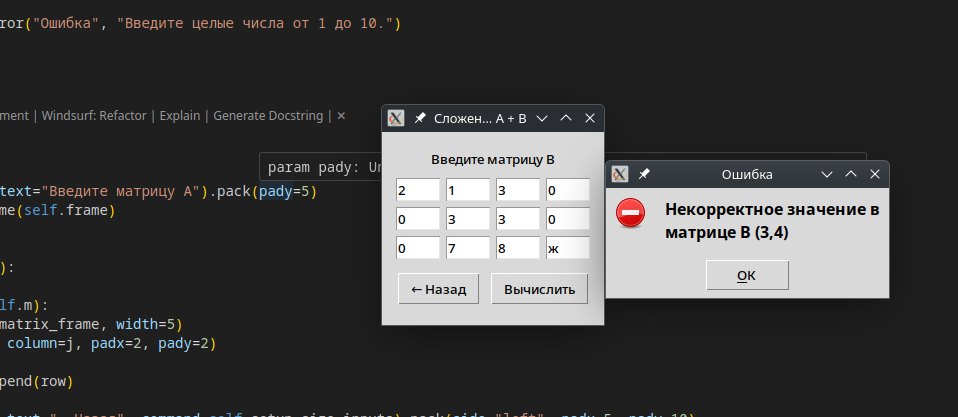 ror("Ошибка", "Введите целые числа от 1 до 10.")
ment | Windsurf: Refactor | Explain | Generate Docstring | ×
Сложен... A + B
Введите матрицу B
param pady:
text="Введите матрицу A").pack(pady=5)
me(self.frame)
2 1 3 0
0 3 3 0
0 7 8 ж
← Назад Вычислить
Ошибка
Некорректное значение в
матрице B (3,4)
OK
):
lf.m):
matrix_frame, width=5)
column=j, padx=2, pady=2)
pend(row)